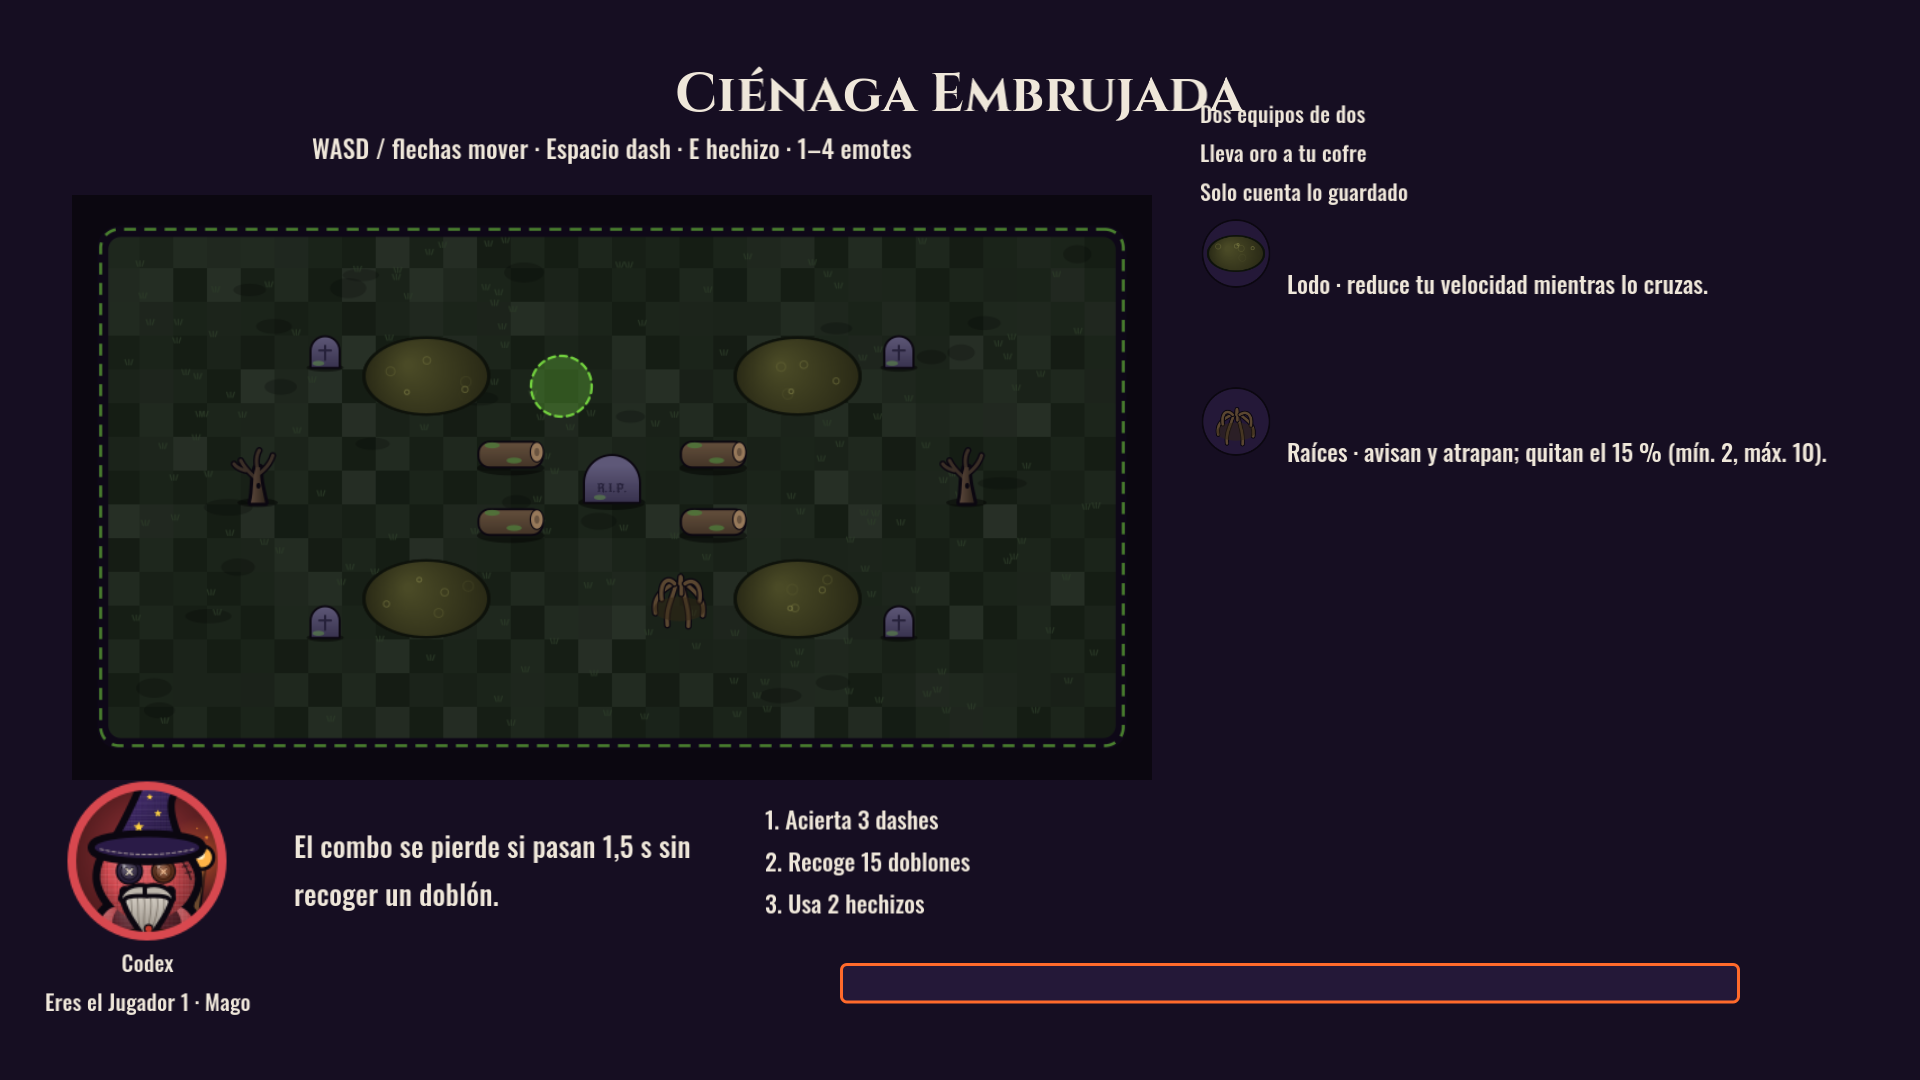 Ciénaga Embrujada
WASD / flechas mover · Espacio dash · E hechizo · 1–4 emotes
Dos equipos de dos
Lleva oro a tu cofre
Solo cuenta lo guardado
Lodo · reduce tu velocidad mientras lo cruzas.
Raíces · avisan y atrapan; quitan el 15 % (mín. 2, máx. 10).
R.I.P.
El combo se pierde si pasan 1,5 s sin
recoger un doblón.
1. Acierta 3 dashes
2. Recoge 15 doblones
3. Usa 2 hechizos
Codex
Eres el Jugador 1 · Mago